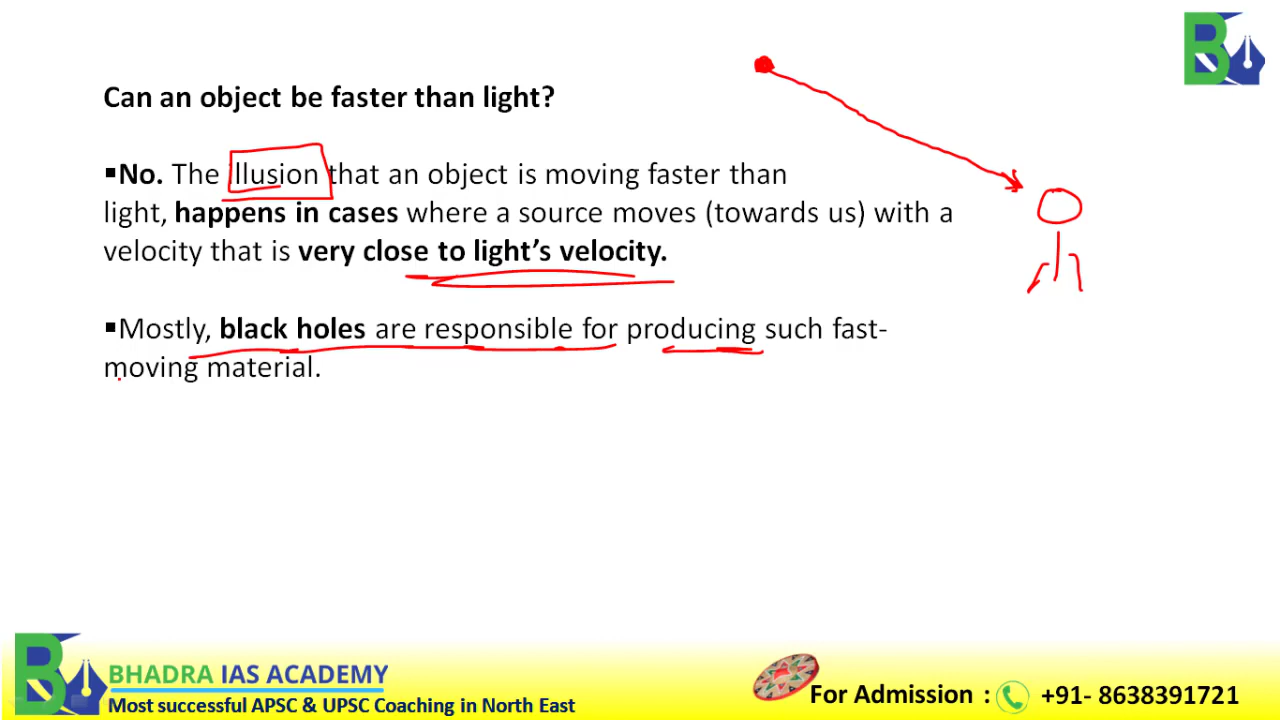 Can an object be faster than light?
▪No. The illusion that an object is moving faster than
light, happens in cases where a source moves (towards us) with a
velocity that is very close to light's velocity.
▪Mostly, black holes are responsible for producing such fast-
moving material.
BHADRA IAS ACADEMY
Most successful APSC & UPSC Coaching in North East
For Admission : +91- 8638391721